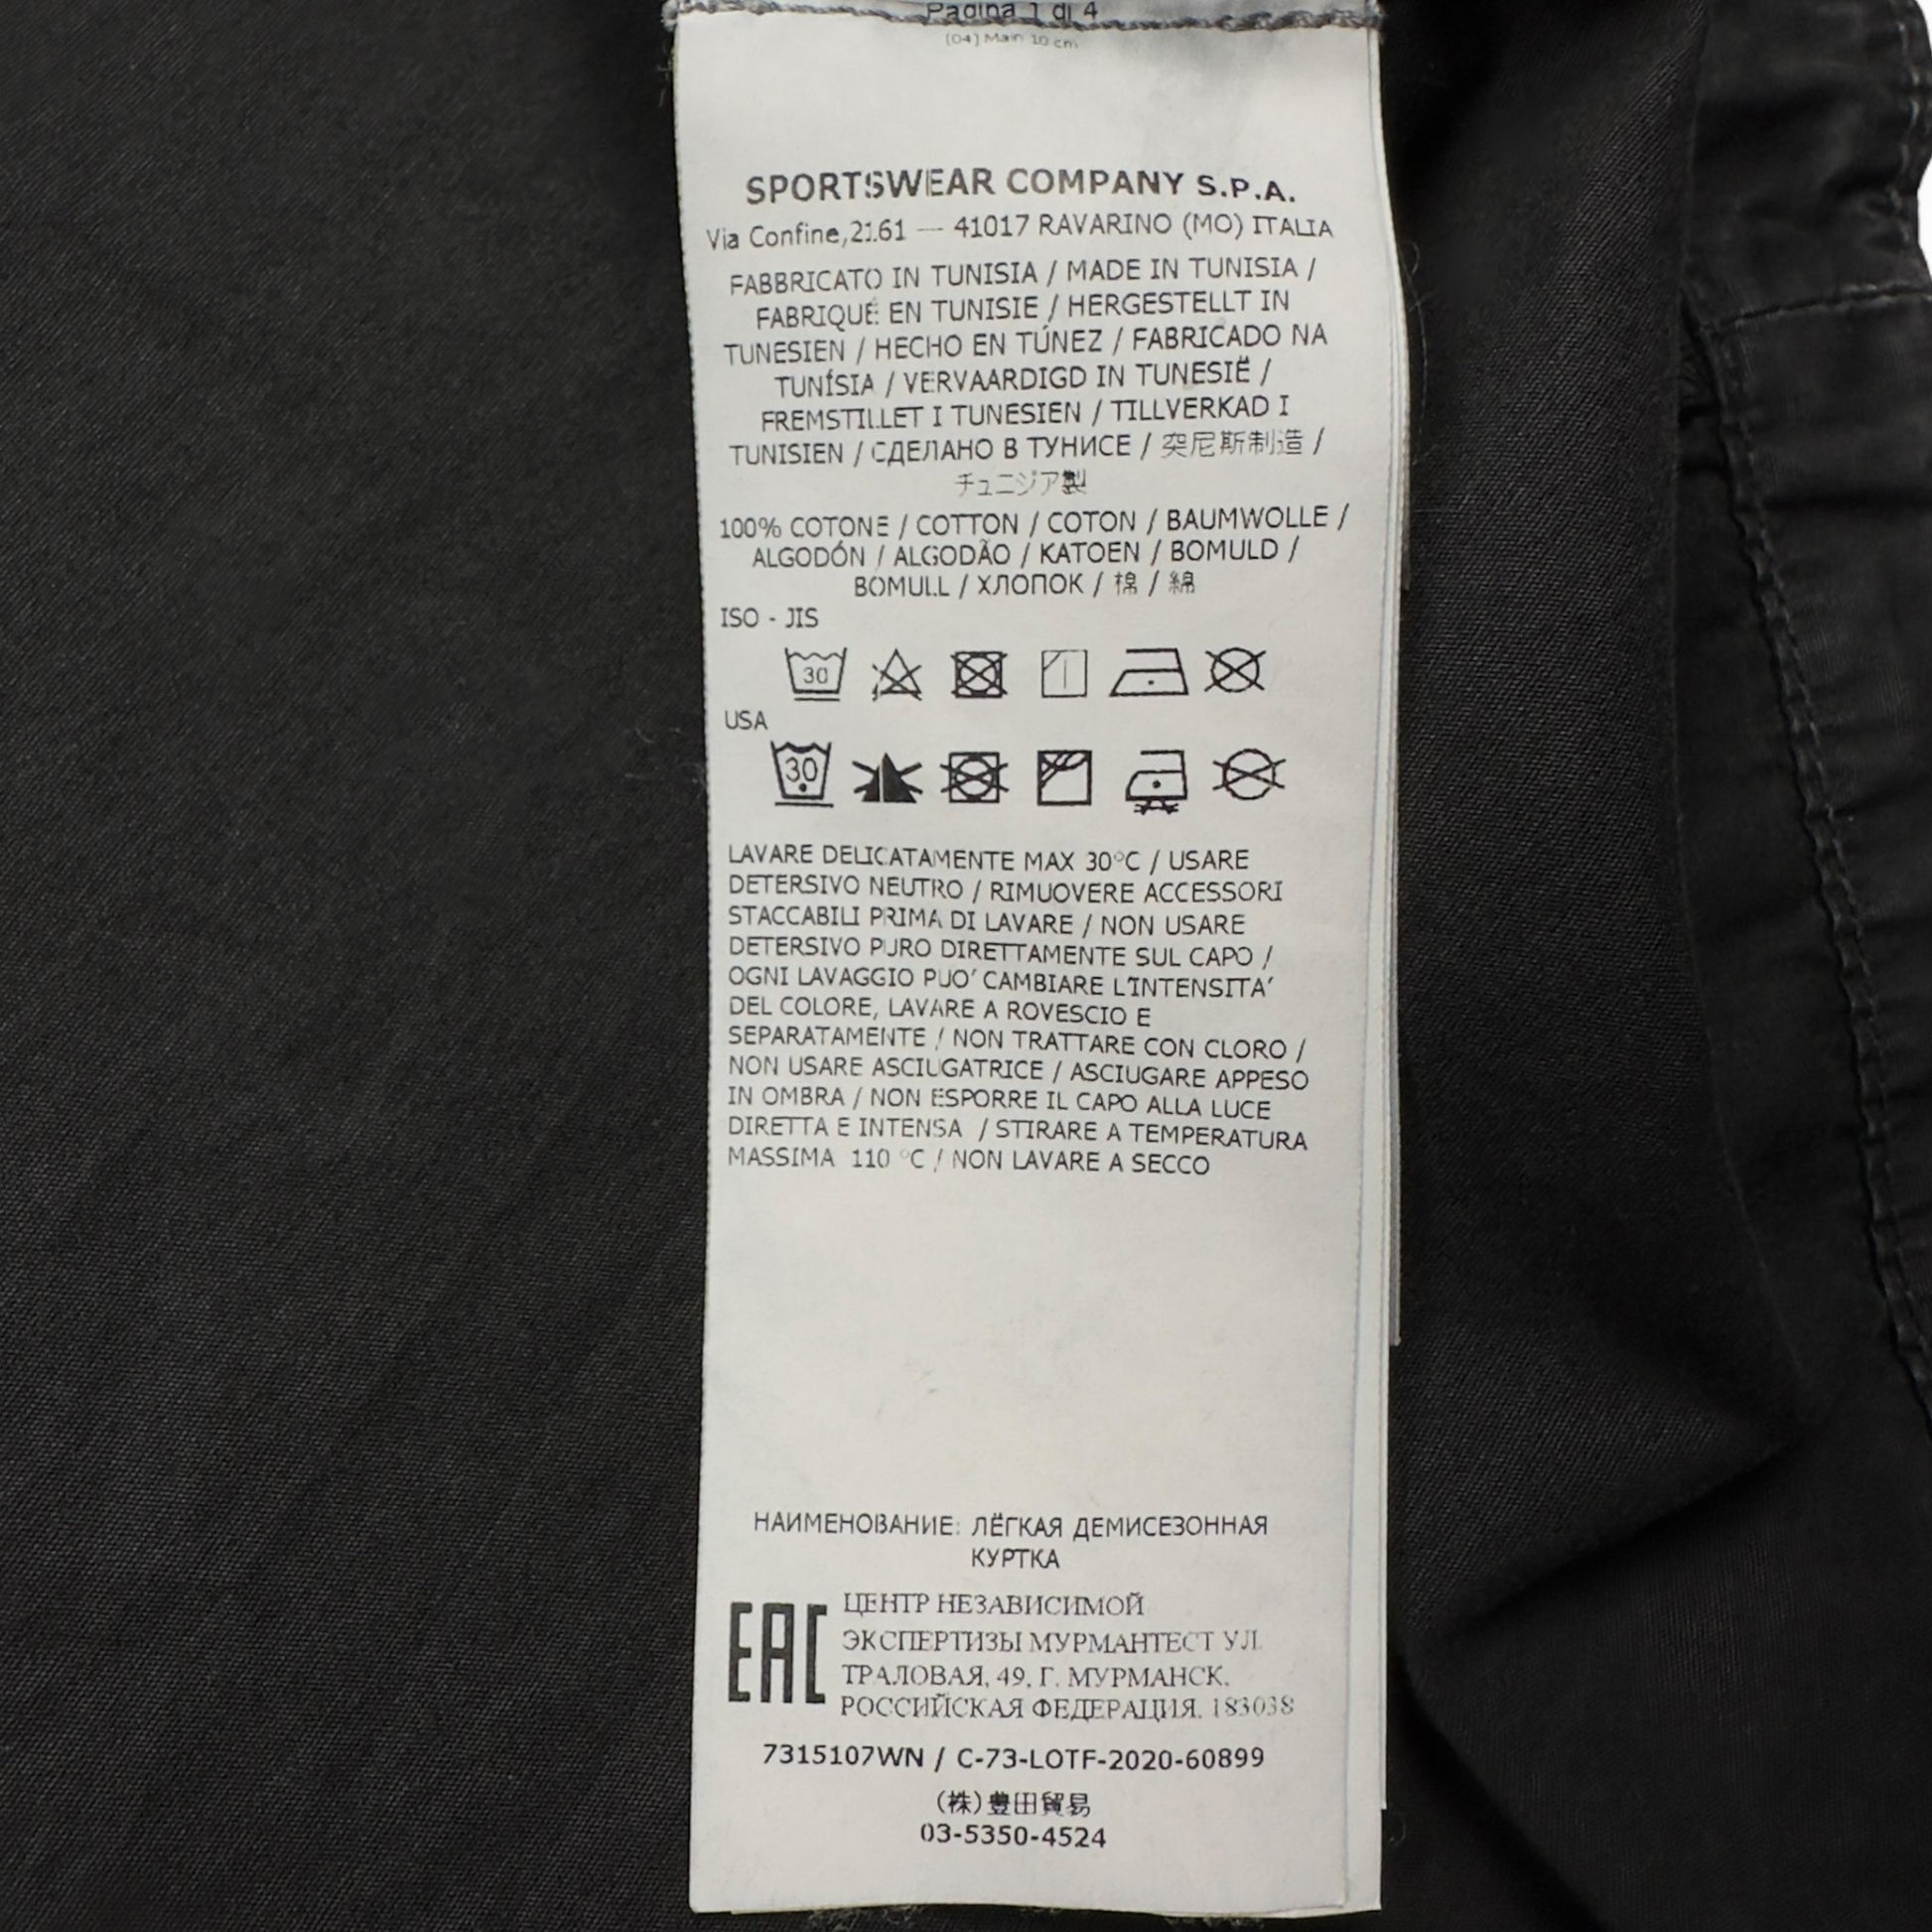 Pagina 1 di 4
(04) Main 10 cm
SPORTSWEAR COMPANY S.P.A.
Via Confine,2161 — 41017 RAVARINO (MO) ITALIA
FABBRICATO IN TUNISIA / MADE IN TUNISIA /
FABRIQUÉ EN TUNISIE / HERGESTELLT IN
TUNESIEN / HECHO EN TÚNEZ / FABRICADO NA
TUNÍSIA / VERVAARDIGD IN TUNESIË /
FREMSTILLET I TUNESIEN / TILLVERKAD I
TUNISIEN / СДЕЛАНО В ТУНИСЕ / 突尼斯制造 /
チュニジア製
100% COTONE / COTTON / COTON / BAUMWOLLE /
ALGODÓN / ALGODÃO / KATOEN / BOMULD /
BOMULL / ХЛОПОК / 棉 / 綿
ISO - JIS
30
USA
30
LAVARE DELICATAMENTE MAX 30°C / USARE
DETERSIVO NEUTRO / RIMUOVERE ACCESSORI
STACCABILI PRIMA DI LAVARE / NON USARE
DETERSIVO PURO DIRETTAMENTE SUL CAPO /
OGNI LAVAGGIO PUO' CAMBIARE L'INTENSITA'
DEL COLORE, LAVARE A ROVESCIO E
SEPARATAMENTE / NON TRATTARE CON CLORO /
NON USARE ASCIUGATRICE / ASCIUGARE APPESO
IN OMBRA / NON ESPORRE IL CAPO ALLA LUCE
DIRETTA E INTENSA / STIRARE A TEMPERATURA
MASSIMA 110 °C / NON LAVARE A SECCO
НАИМЕНОВАНИЕ: ЛЁГКАЯ ДЕМИСЕЗОННАЯ
КУРТКА
EAC
ЦЕНТР НЕЗАВИСИМОЙ
ЭКСПЕРТИЗЫ МУРМАНТЕСТ УЛ.
ТРАЛОВАЯ, 49, Г. МУРМАНСК,
РОССИЙСКАЯ ФЕДЕРАЦИЯ, 183038
7315107WN / C-73-LOTF-2020-60899
(株)豊田貿易
03-5350-4524